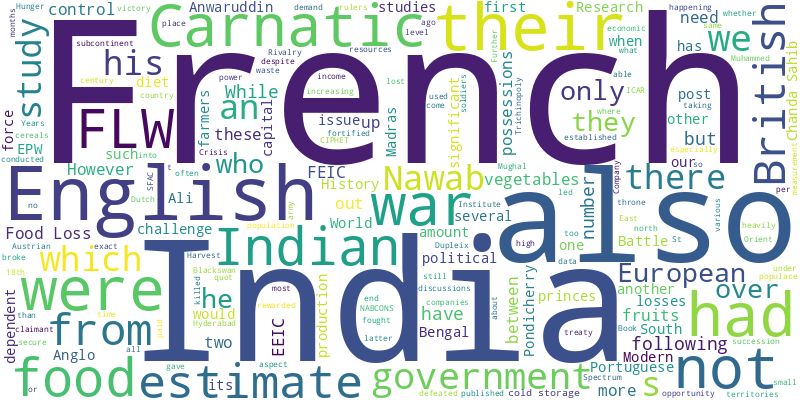 French
India
also
English
Carnatic
their
FLW
Indian
war
Nawab
were
from
food
estimate
government
had
not
British
European
there
which
his
only
they
we
who
he
an
study
over
s
have
While
However
these
such
Food Loss
challenge
Anglo
two
its
EEIC
FEIC
EPW
Ali
History
World
out
issue
up
capital
farmers
diet
control
Anwaruddin
studies
first
need
when
has
post
other
but
our
Chanda Sahib
Madras
significant
possessions
vegetables
several
amount
political
Bengal
between
Pondicherry
one
Battle
number
princes
another
losses
fruits
South
following
Modern
Portuguese
more
cold storage
production
would
dependent
force
Research
Hunger
victory
place
demand
rulers
ago
level
months
subcontinent
Rivalry
resources
despite
waste
power
income
increasing
century
country
cereals
Years
conducted
Crisis
fortified
CIPHET
lost
used
come
soldiers
Further
Trichinopoly
economic
what
able
ICAR
where
established
happening
whether
same
Muhammed
taking
especially
measurement
per
so
Company
Mughal
led
throne
East
north
St
various
heavily
Orient
under
populace
Institute
Dupleix
high
too
data
still
discussions
companies
about
treaty
end
NABCONS
fought
latter
most
rewarded
population
army
quot
Blackswan
Hyderabad
killed
Harvest
exact
Austrian
broke
18th
than
claimant
secure
or
time
all
paid
gave
aspect
defeated
published
Book
Spectrum
opportunity
succession
territories
small
into
often
SFAC
Dutch
no